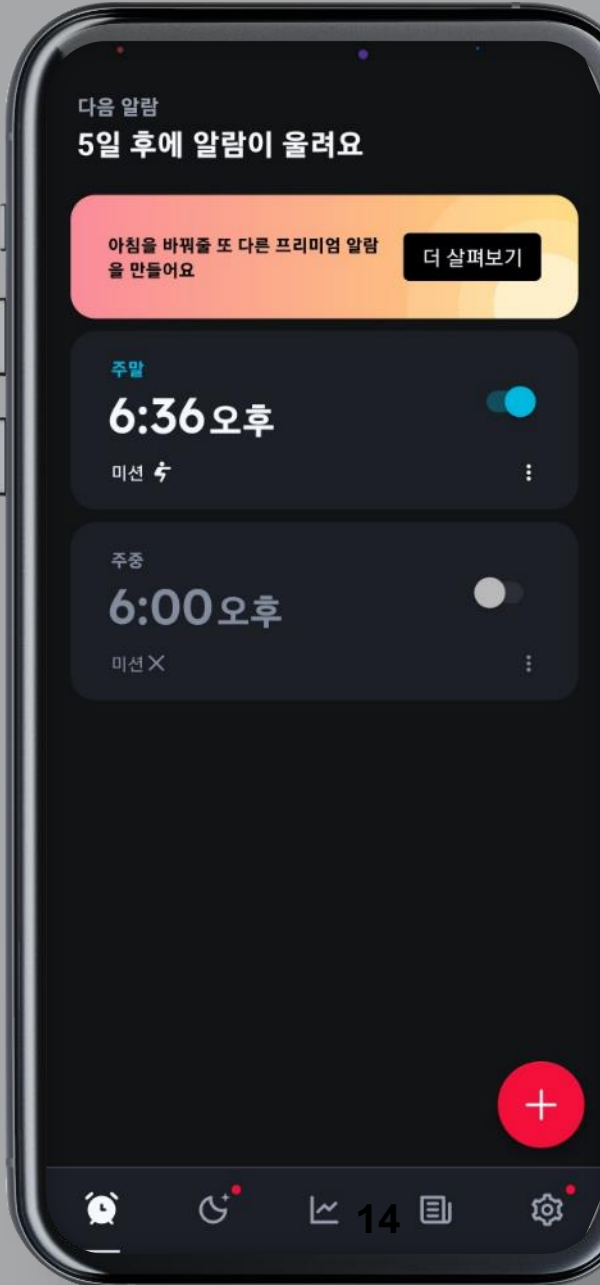 다음 알람
5일 후에 알람이 울려요
아침을 바꿔줄 또 다른 프리미엄 알람
을 만들어요
더 살펴보기
주말
6:36오후
미션
주중
6:00오후
미션
14